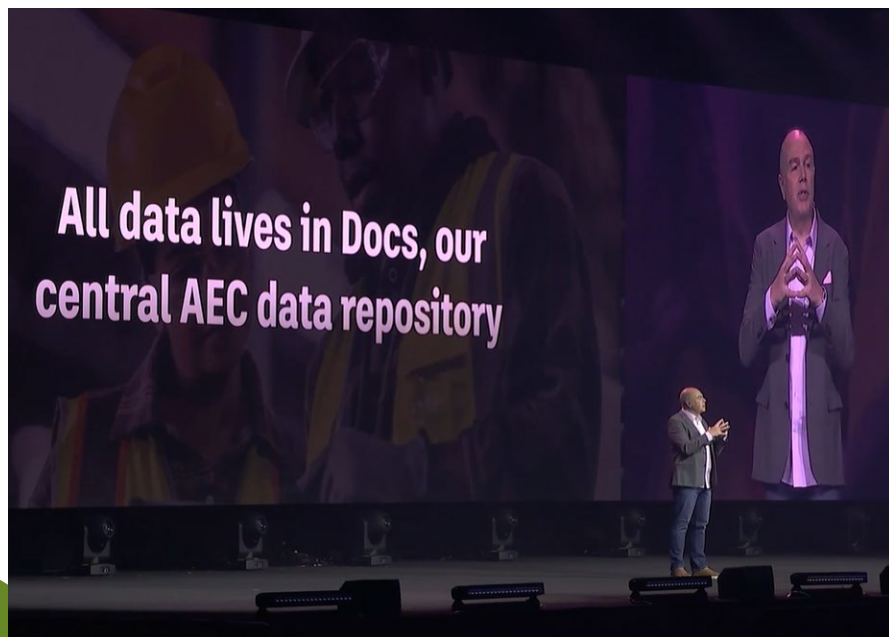 All data lives in Docs, our
central AEC data repository